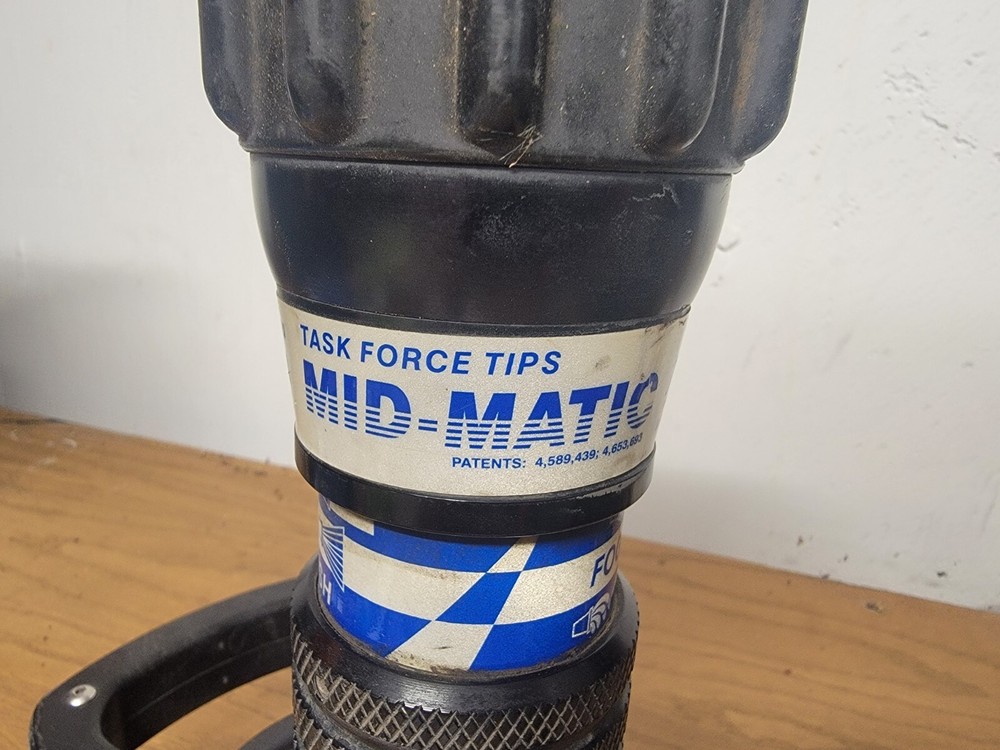 TASK FORCE TIPS
MID-MATIC
PATENTS: 4,589,439; 4,653,693